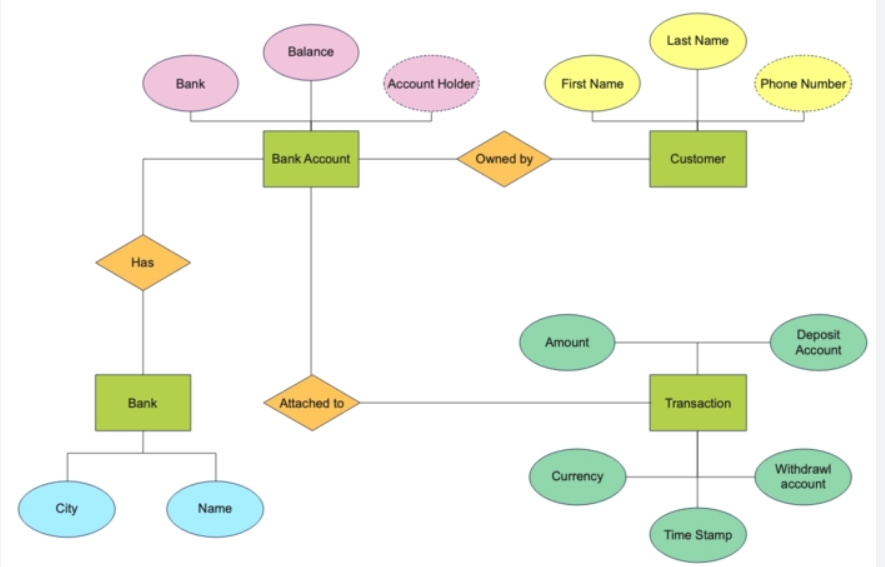 Last Name
Balance
Bank
Account Holder
First Name
Phone Number
Bank Account
Owned by
Customer
Has
Amount
Deposit
Account
Bank
Attached to
Transaction
Currency
Withdrawl
account
City
Name
Time Stamp